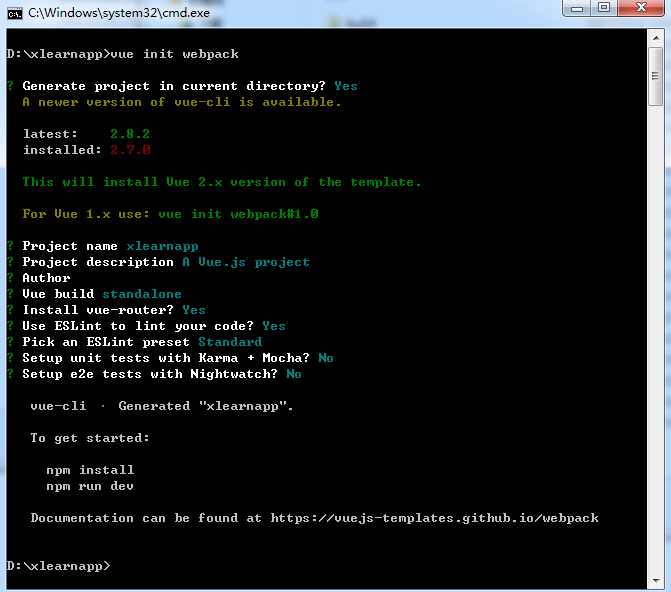 C:\Windows\system32\cmd.exe
D:\xlearnapp>vue init webpack
? Generate project in current directory? Yes
A newer version of vue-cli is available.
latest: 2.8.2
installed: 2.7.0
This will install Vue 2.x version of the template.
For Vue 1.x use: vue init webpack#1.0
? Project name xlearnapp
? Project description A Vue.js project
? Author
? Vue build standalone
? Install vue-router? Yes
? Use ESLint to lint your code? Yes
? Pick an ESLint preset Standard
? Setup unit tests with Karma + Mocha? No
? Setup e2e tests with Nightwatch? No
vue-cli · Generated "xlearnapp".
To get started:
npm install
npm run dev
Documentation can be found at https://vuejs-templates.github.io/webpack
D:\xlearnapp>